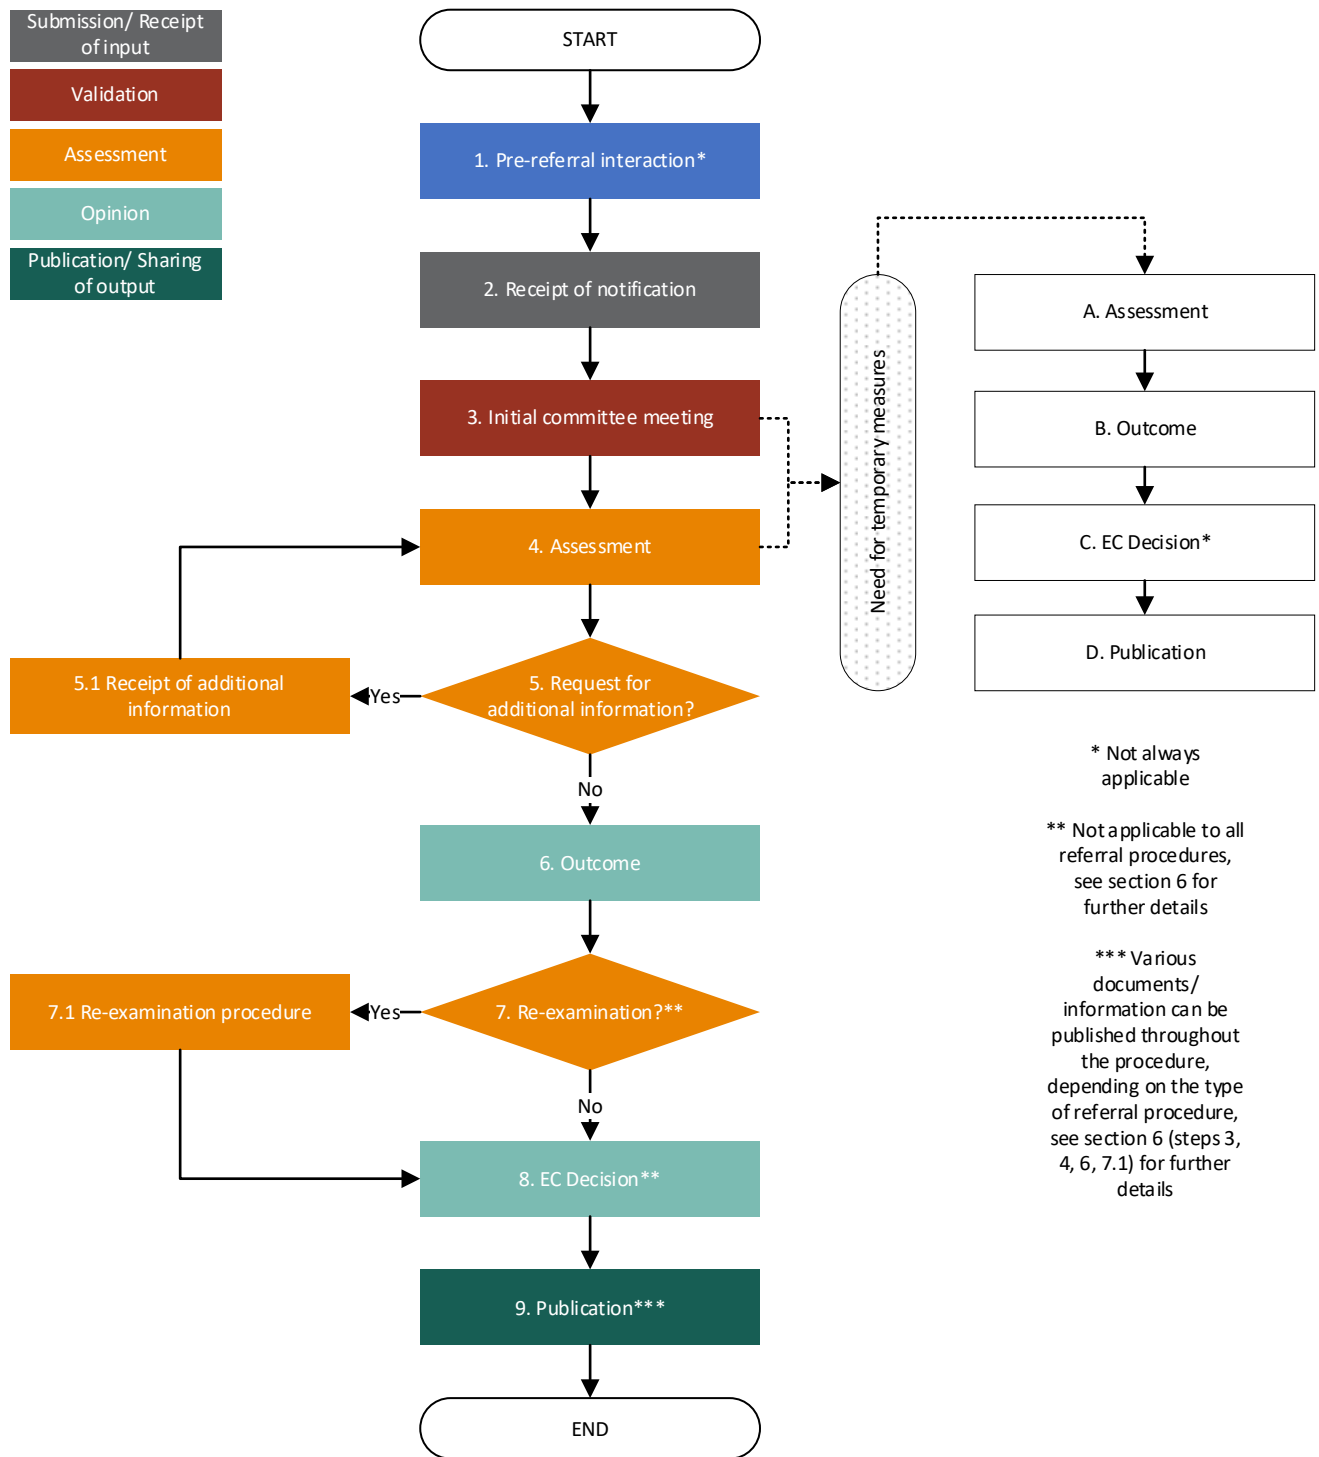 Submission/ Receipt
of input
Validation
Assessment
Opinion
Publication/ Sharing
of output
START
1. Pre-referral interaction*
2. Receipt of notification
3. Initial committee meeting
4. Assessment
5. Request for
additional information?
Yes
5.1 Receipt of additional
information
No
6. Outcome
7. Re-examination?**
Yes
7.1 Re-examination procedure
No
8. EC Decision**
9. Publication***
END
Need for temporary measures
A. Assessment
B. Outcome
C. EC Decision*
D. Publication
* Not always
applicable
** Not applicable to all
referral procedures,
see section 6 for
further details
*** Various
documents/
information can be
published throughout
the procedure,
depending on the type
of referral procedure,
see section 6 (steps 3,
4, 6, 7.1) for further
details